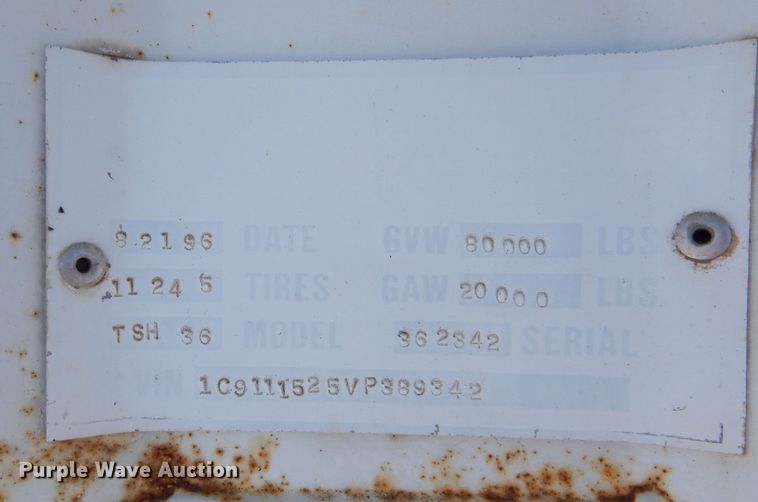 8 21 96 DATE GVW 80 000 LBS
11 24 5 TIRES GAW 20 000 LBS.
TSH 36 MODEL 362342 SERIAL
VIN 1C9111525VP389342
Purple Wave Auction